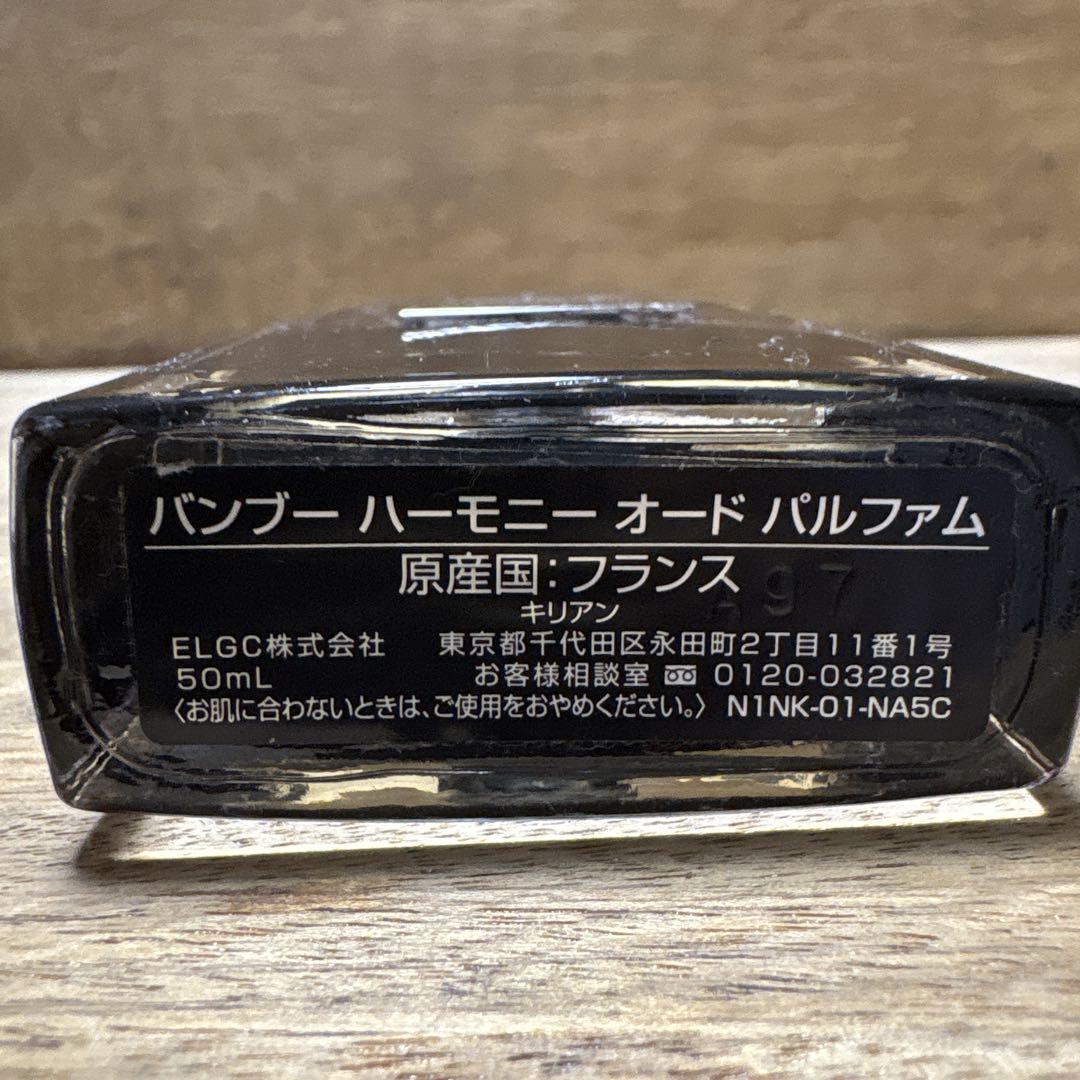 バンブー ハーモニー オード パルファム
原産国：フランス
A97
キリアン
ELGC株式会社 東京都千代田区永田町2丁目11番1号
50mL お客様相談室 0120-032821
〈お肌に合わないときは、ご使用をおやめください。〉 N1NK-01-NA5C